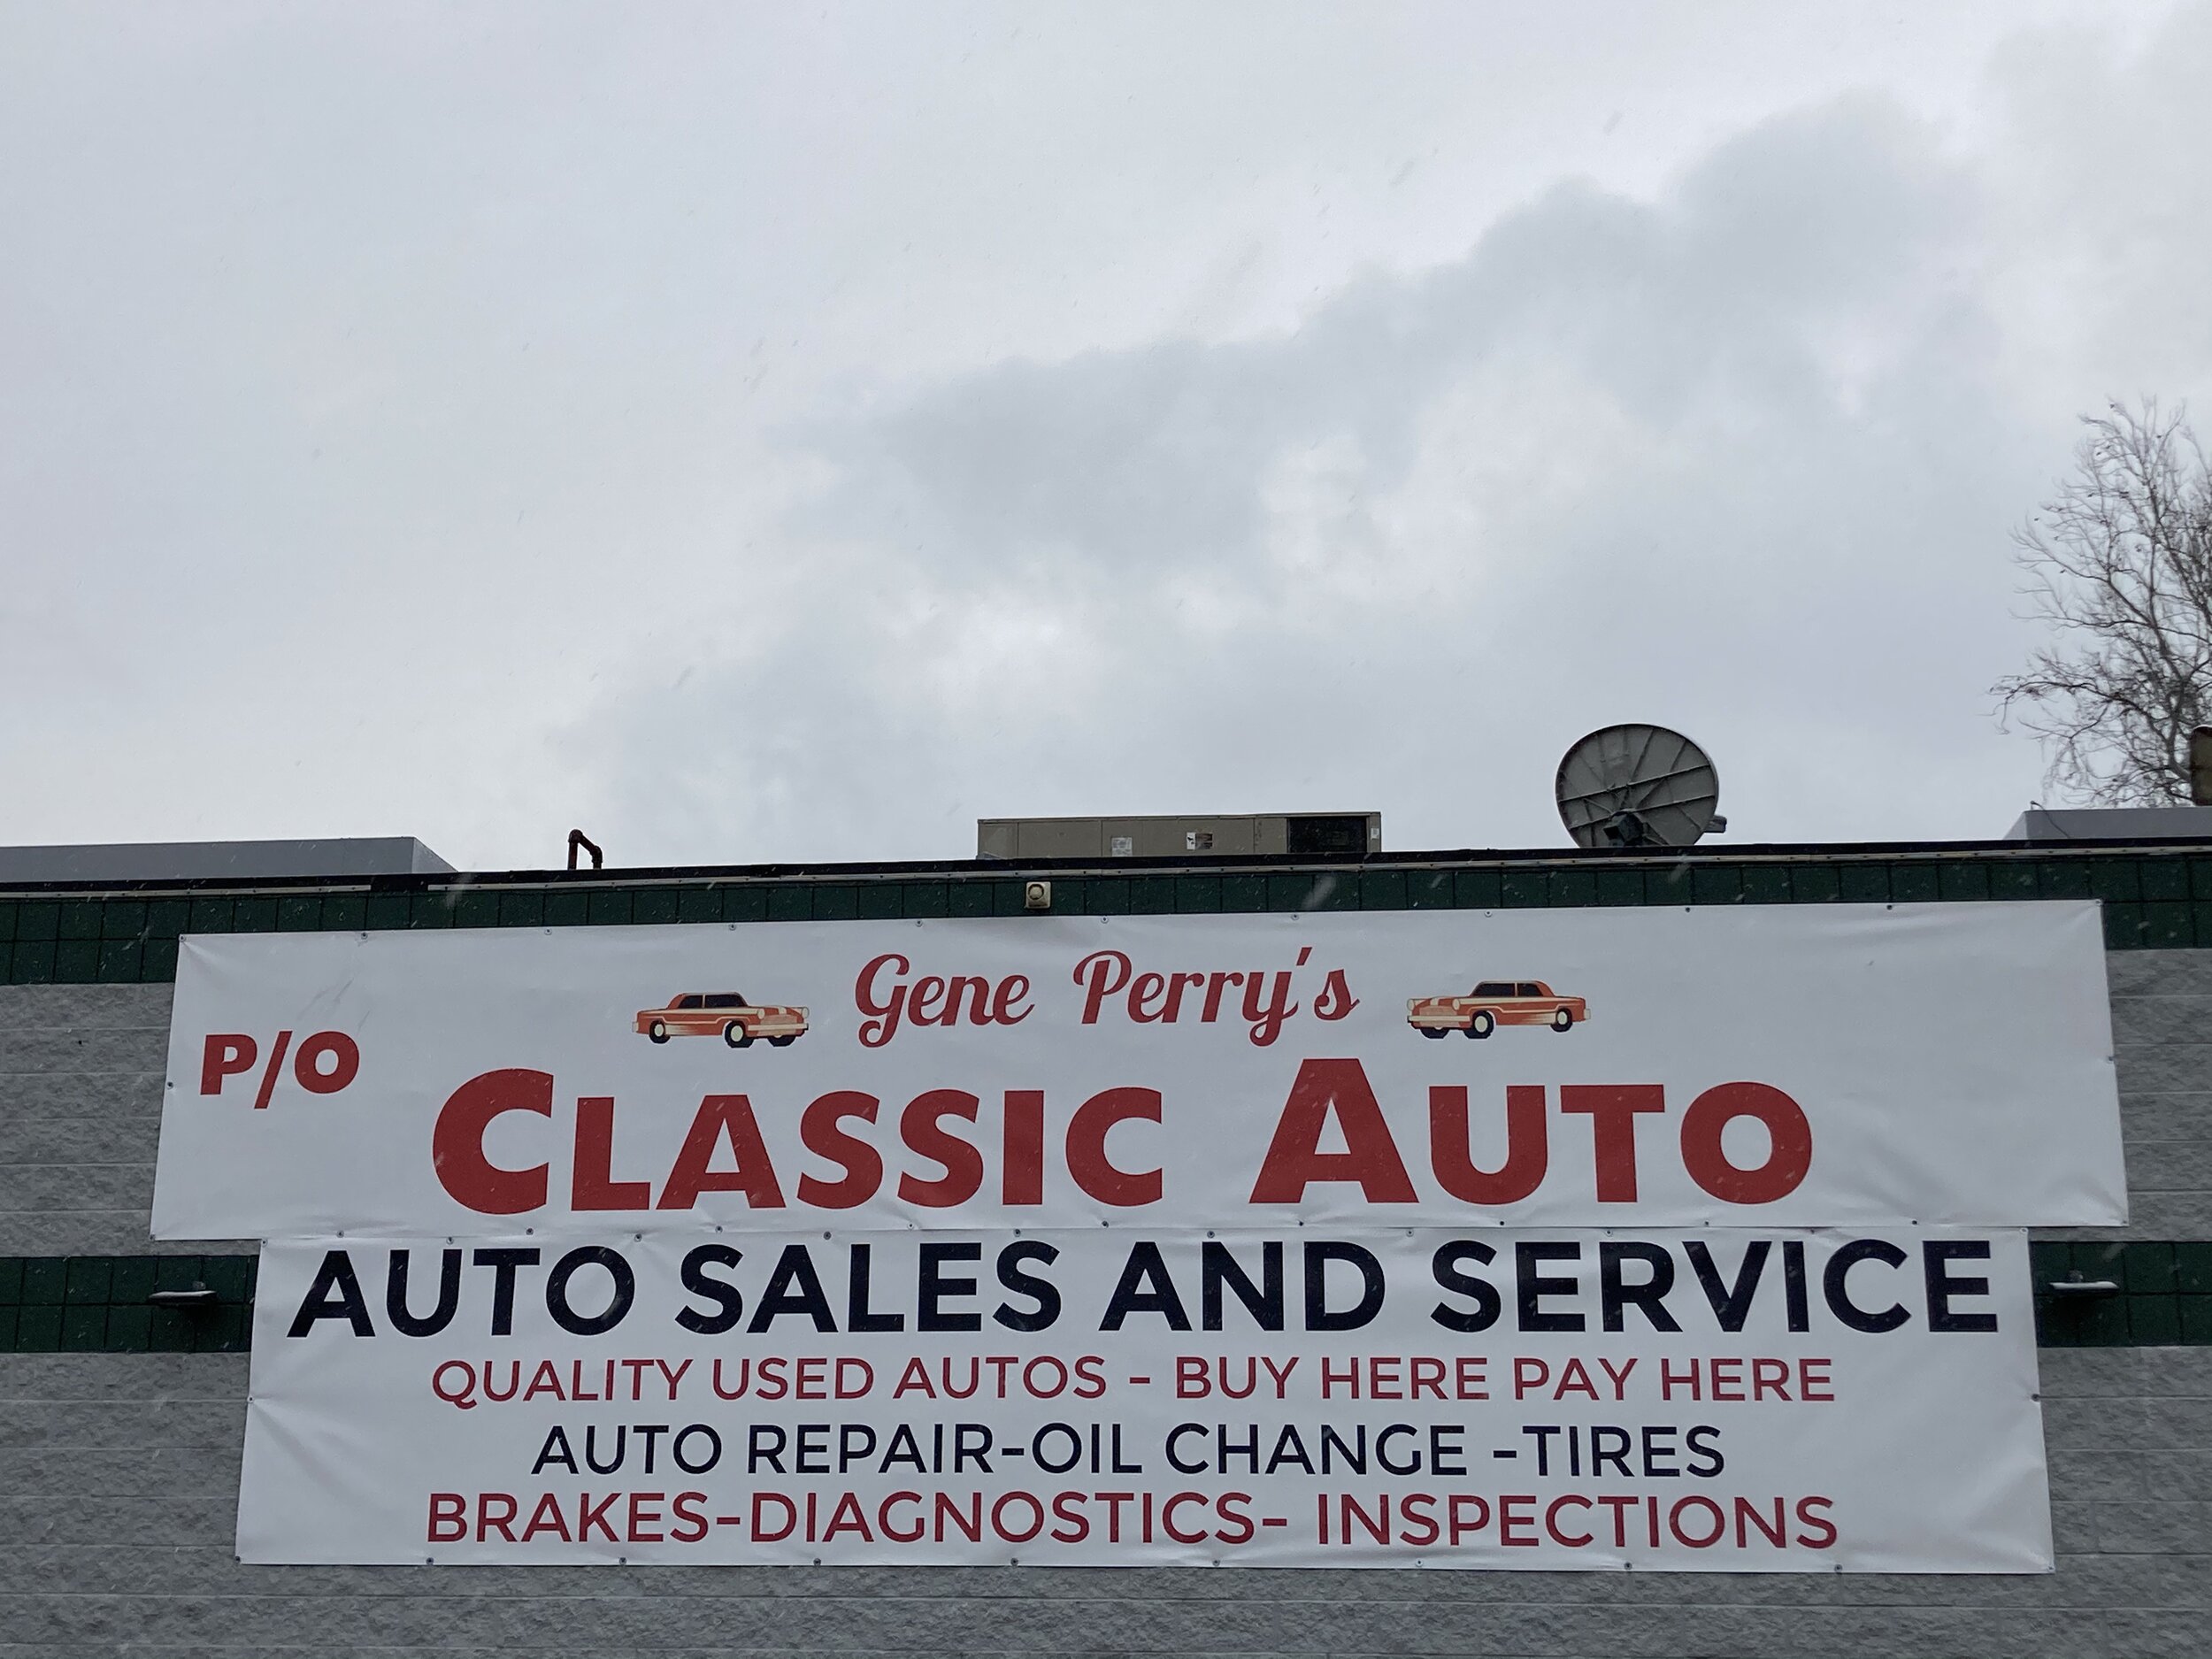 Gene Perry's
P/O
CLASSIC AUTO
AUTO SALES AND SERVICE
QUALITY USED AUTOS - BUY HERE PAY HERE
AUTO REPAIR-OIL CHANGE -TIRES
BRAKES-DIAGNOSTICS- INSPECTIONS